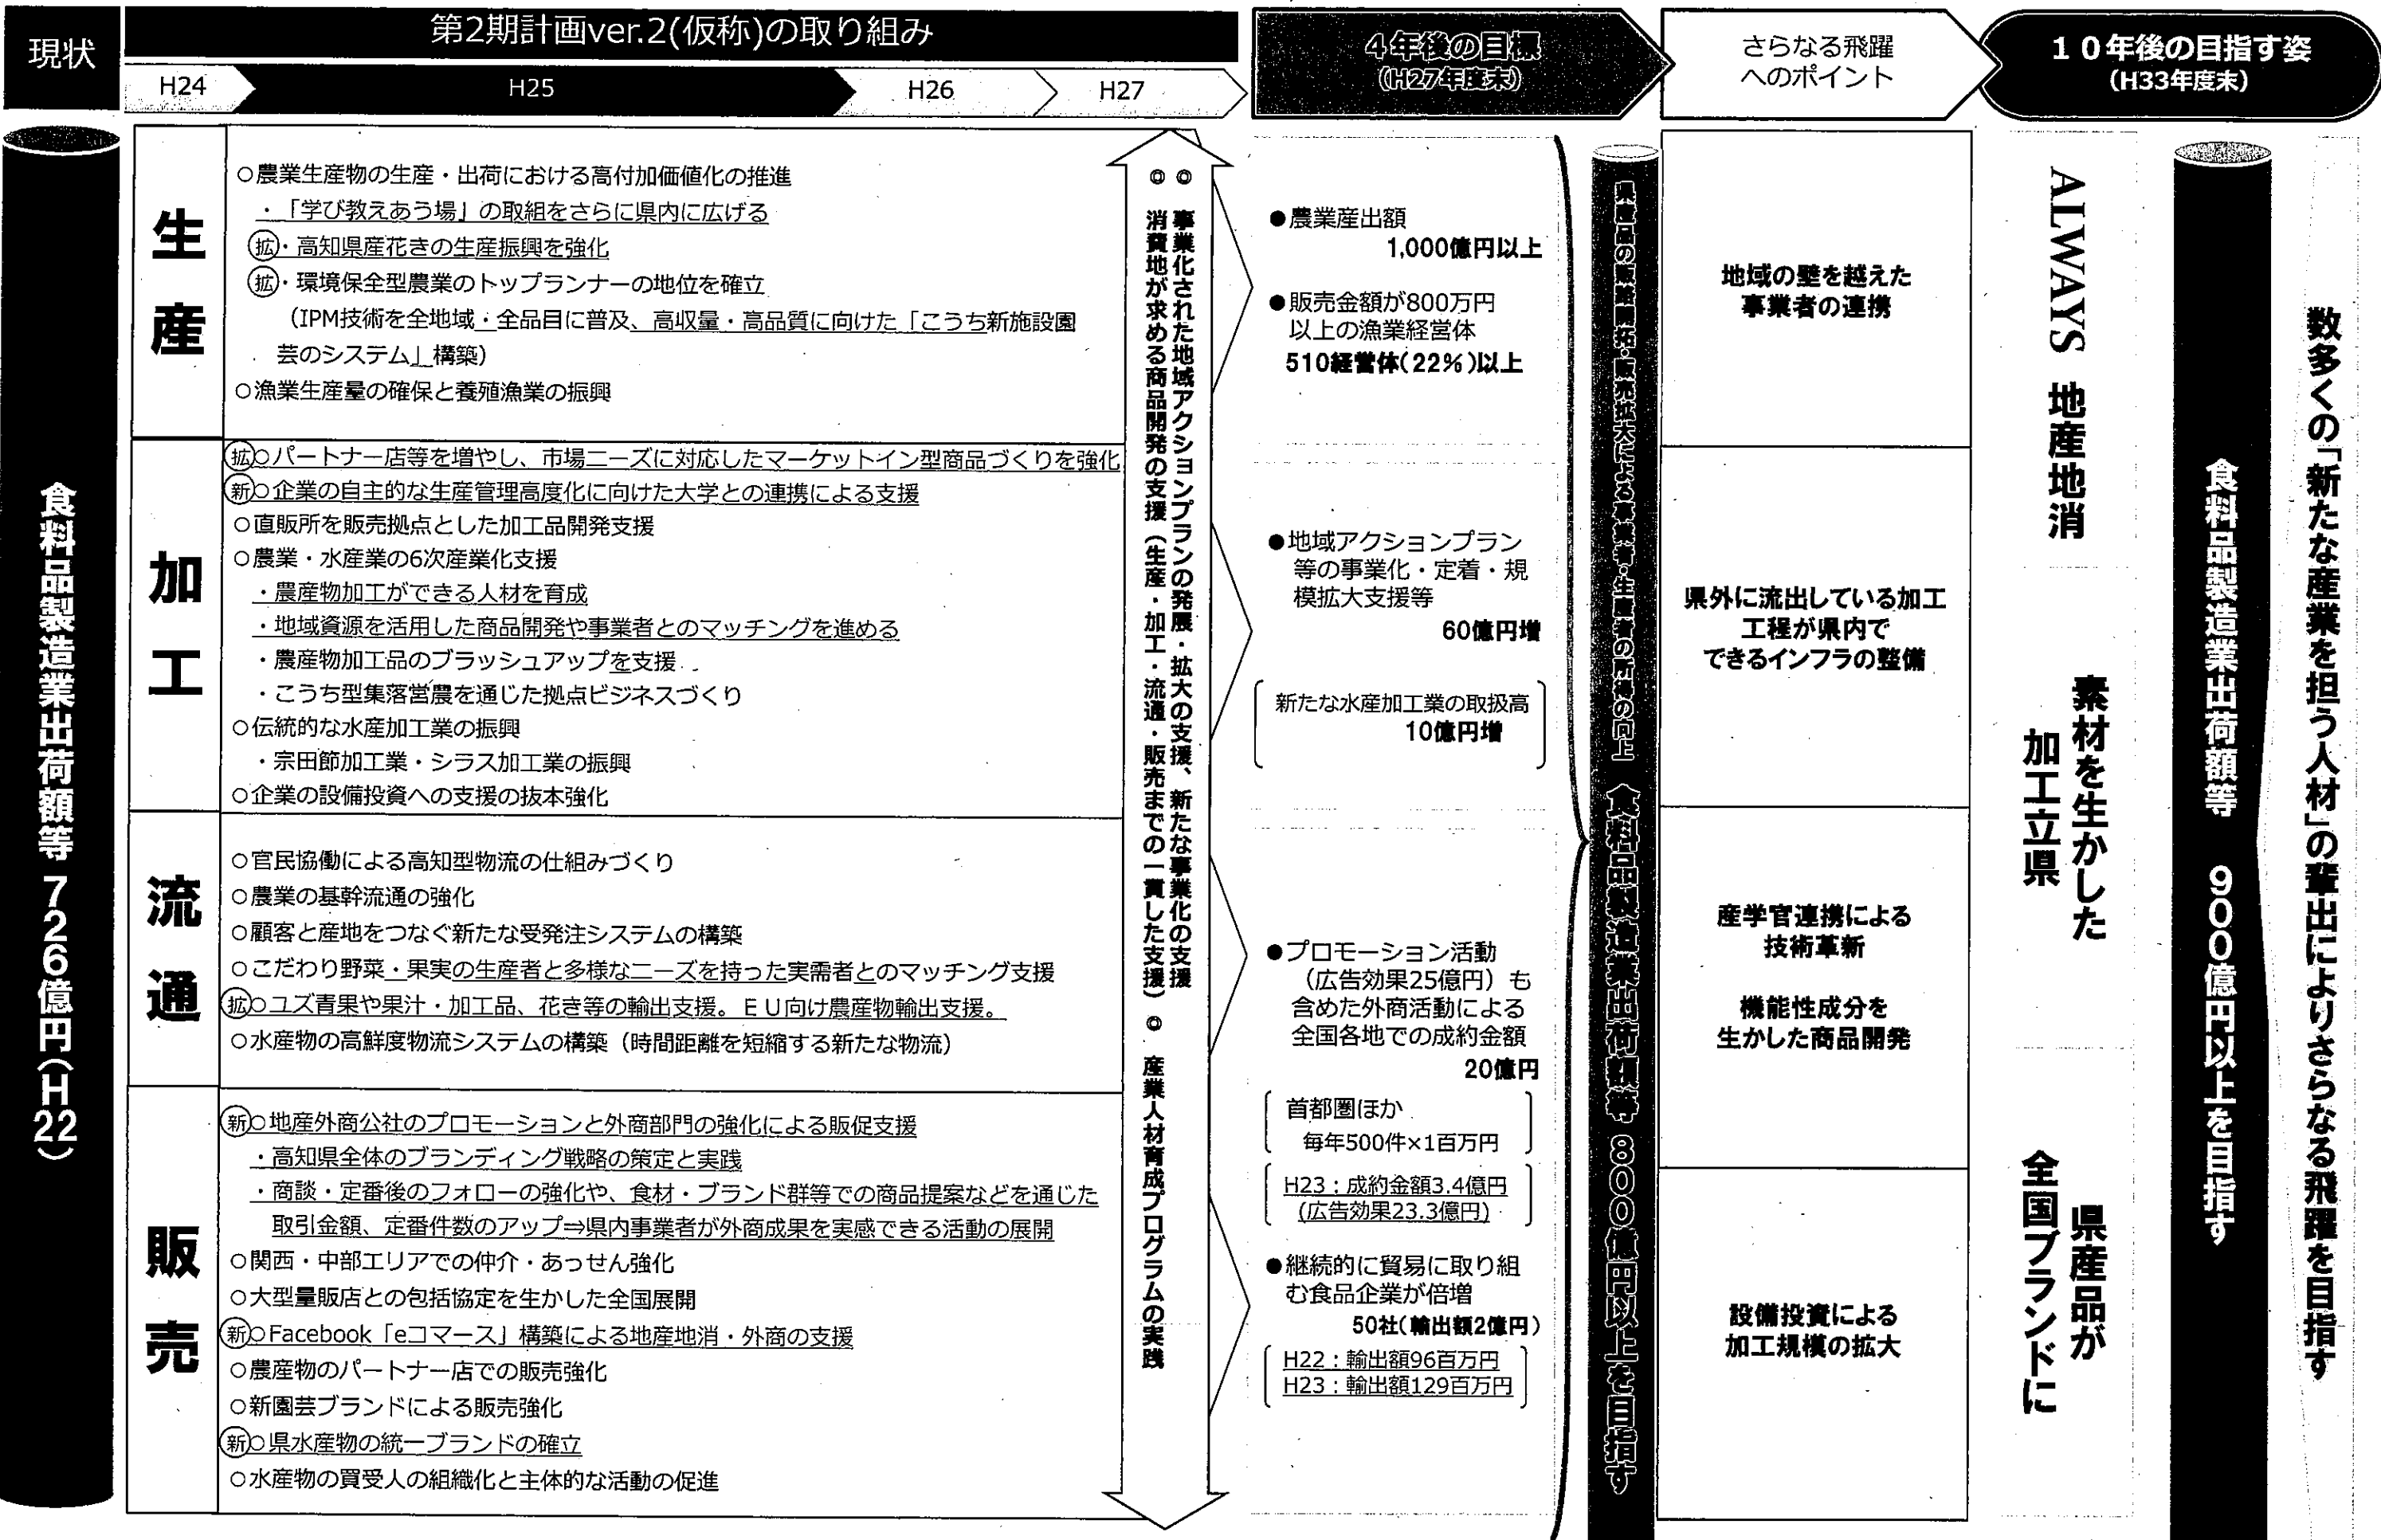 現状
第2期計画ver.2(仮称)の取り組み
H24
H25
H26
H27
4年後の目標
(H27年度末)
さらなる飛躍
へのポイント
10年後の目指す姿
(H33年度末)
食料品製造業出荷額等 726億円(H22)
生産
○農業生産物の生産・出荷における高付加価値化の推進
・「学び教えあう場」の取組をさらに県内に広げる
拡・高知県産花きの生産振興を強化
拡・環境保全型農業のトップランナーの地位を確立
(IPM技術を全地域・全品目に普及、高収量・高品質に向けた「こうち新施設園
芸のシステム」構築)
○漁業生産量の確保と養殖漁業の振興
加工
拡○パートナー店等を増やし、市場ニーズに対応したマーケットイン型商品づくりを強化
新○企業の自主的な生産管理高度化に向けた大学との連携による支援
○直販所を販売拠点とした加工品開発支援
○農業・水産業の6次産業化支援
・農産物加工ができる人材を育成
・地域資源を活用した商品開発や事業者とのマッチングを進める
・農産物加工品のブラッシュアップを支援
・こうち型集落営農を通じた拠点ビジネスづくり
○伝統的な水産加工業の振興
・宗田節加工業・シラス加工業の振興
○企業の設備投資への支援の抜本強化
流通
○官民協働による高知型物流の仕組みづくり
○農業の基幹流通の強化
○顧客と産地をつなぐ新たな受発注システムの構築
○こだわり野菜・果実の生産者と多様なニーズを持った実需者とのマッチング支援
拡○ユズ青果や果汁・加工品、花き等の輸出支援。EU向け農産物輸出支援。
○水産物の高鮮度物流システムの構築(時間距離を短縮する新たな物流)
販売
新○地産外商公社のプロモーションと外商部門の強化による販促支援
・高知県全体のブランディング戦略の策定と実践
・商談・定番後のフォローの強化や、食材・ブランド群等での商品提案などを通じた
取引金額、定番件数のアップ⇒県内事業者が外商成果を実感できる活動の展開
○関西・中部エリアでの仲介・あっせん強化
○大型量販店との包括協定を生かした全国展開
新○Facebook「eコマース」構築による地産地消・外商の支援
○農産物のパートナー店での販売強化
○新園芸ブランドによる販売強化
新○県水産物の統一ブランドの確立
○水産物の買受人の組織化と主体的な活動の促進
◎ 事業化された地域アクションプランの発展・拡大の支援、新たな事業化の支援
◎ 消費地が求める商品開発の支援(生産・加工・流通・販売までの一貫した支援)
◎ 産業人材育成プログラムの実践
●農業産出額
1,000億円以上
●販売金額が800万円
以上の漁業経営体
510経営体(22%)以上
●地域アクションプラン
等の事業化・定着・規
模拡大支援等
60億円増
新たな水産加工業の取扱高
10億円増
●プロモーション活動
(広告効果25億円)も
含めた外商活動による
全国各地での成約金額
20億円
首都圏ほか
毎年500件×1百万円
H23:成約金額3.4億円
(広告効果23.3億円)
●継続的に貿易に取り組
む食品企業が倍増
50社(輸出額2億円)
H22:輸出額96百万円
H23:輸出額129百万円
県産品の販路開拓・販売拡大による事業者・生産者の所得の向上
食料品製造業出荷額等 800億円以上を目指す
地域の壁を越えた
事業者の連携
県外に流出している加工
工程が県内で
できるインフラの整備
産学官連携による
技術革新
機能性成分を
生かした商品開発
設備投資による
加工規模の拡大
ALWAYS 地産地消
素材を生かした
加工立県
県産品が
全国ブランドに
食料品製造業出荷額等 900億円以上を目指す
数多くの「新たな産業を担う人材」の輩出によりさらなる飛躍を目指す